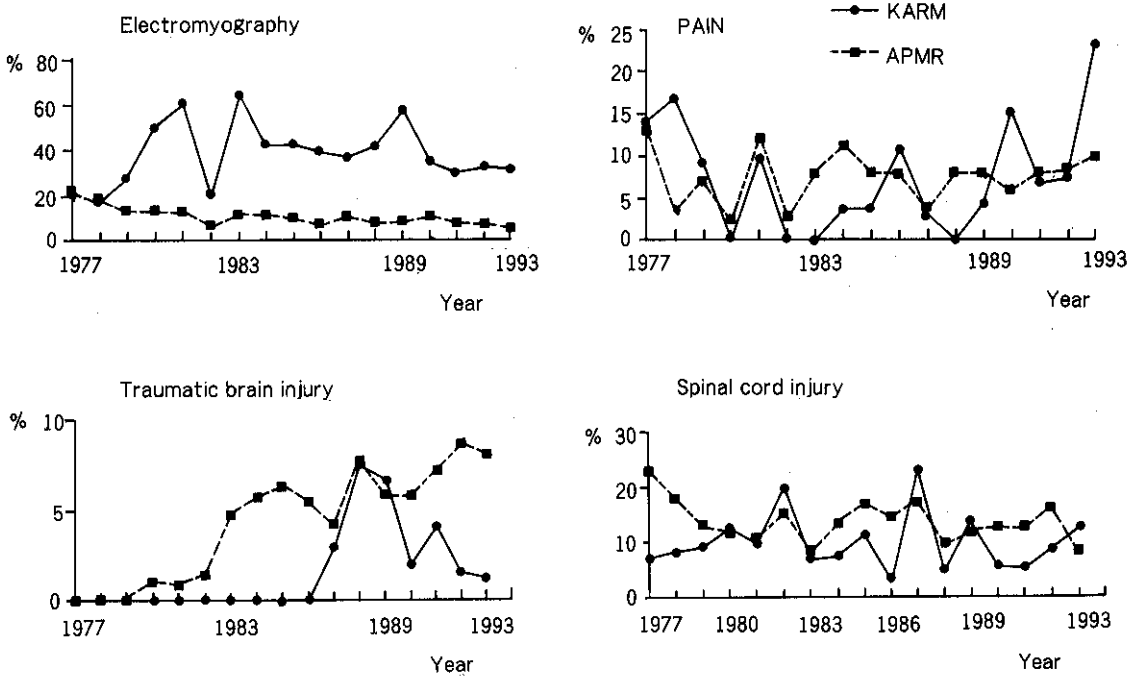 Electromyography
%
80
60
40
20
0
1977 1983 1989 1993
Year
PAIN
KARM
APMR
%
25
20
15
10
5
0
1977 1983 1989 1993
Year
Traumatic brain injury
%
10
5
0
1977 1983 1989 1993
Year
Spinal cord injury
%
30
20
10
0
1977 1980 1983 1986 1989 1993
Year